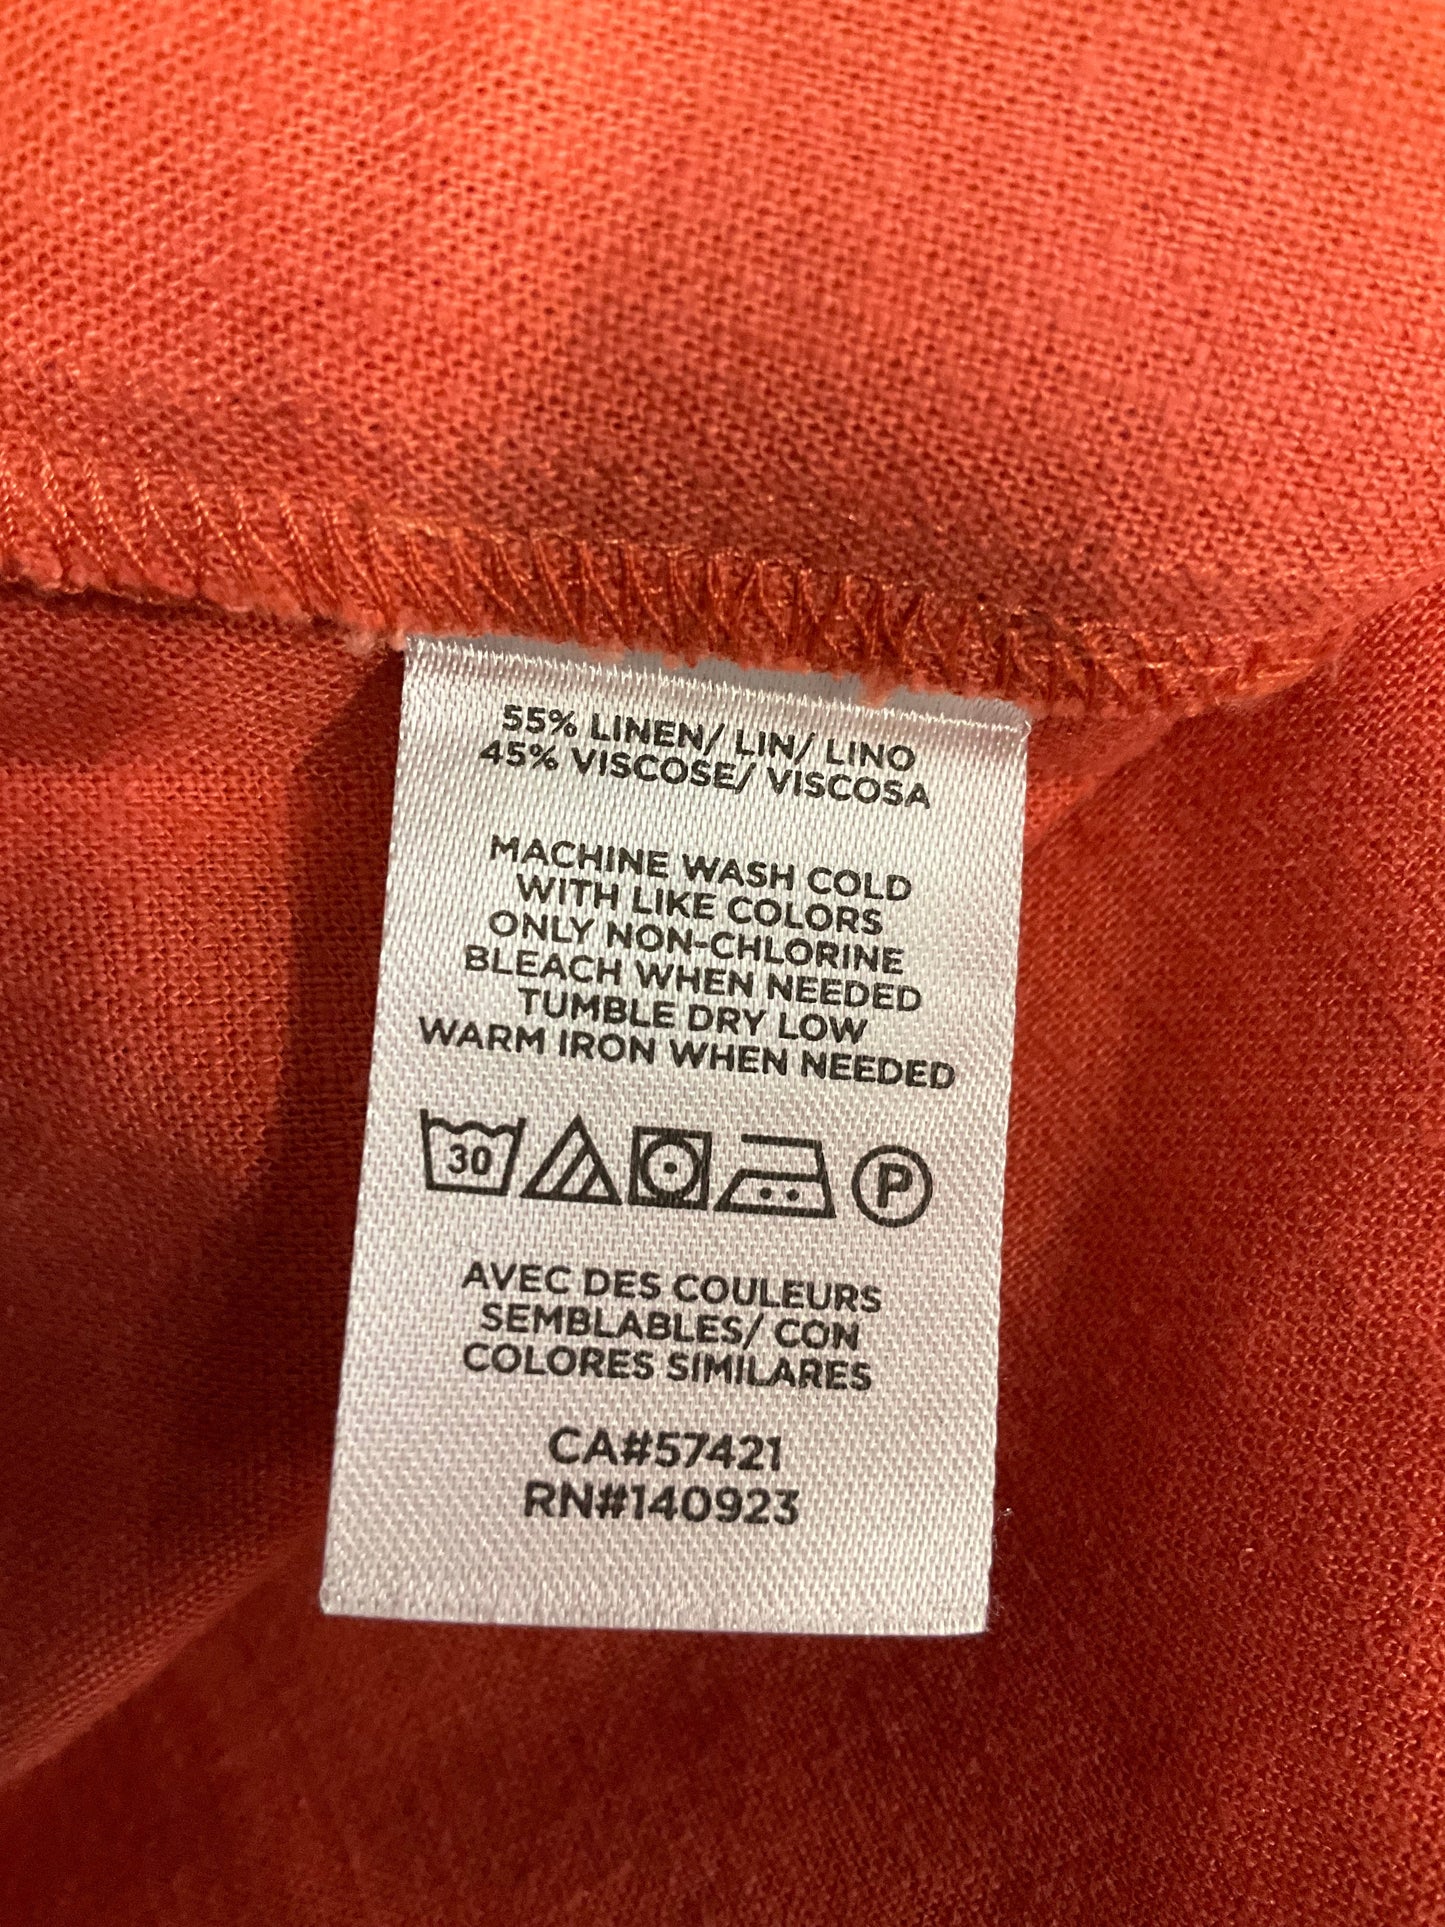 55% LINEN/ LIN/ LINO
45% VISCOSE/ VISCOSA
MACHINE WASH COLD
WITH LIKE COLORS
ONLY NON-CHLORINE
BLEACH WHEN NEEDED
TUMBLE DRY LOW
WARM IRON WHEN NEEDED
30 P
AVEC DES COULEURS
SEMBLABLES/ CON
COLORES SIMILARES
CA#57421
RN#140923